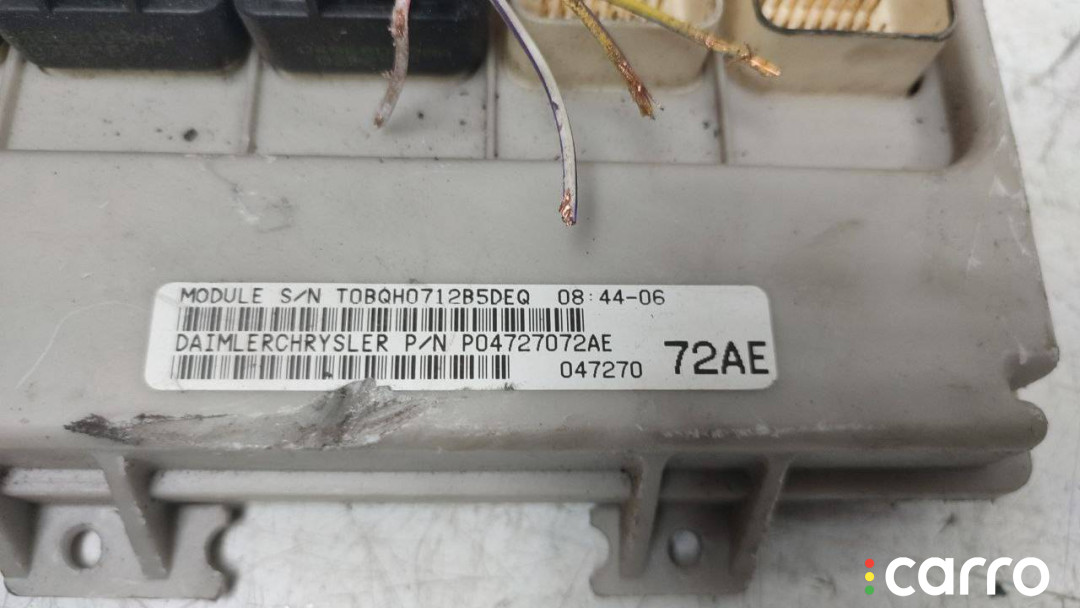 MODULE S/N T0BQH0712B5DEQ 08:44-06
DAIMLERCHRYSLER P/N P04727072AE
047270 72AE
carro